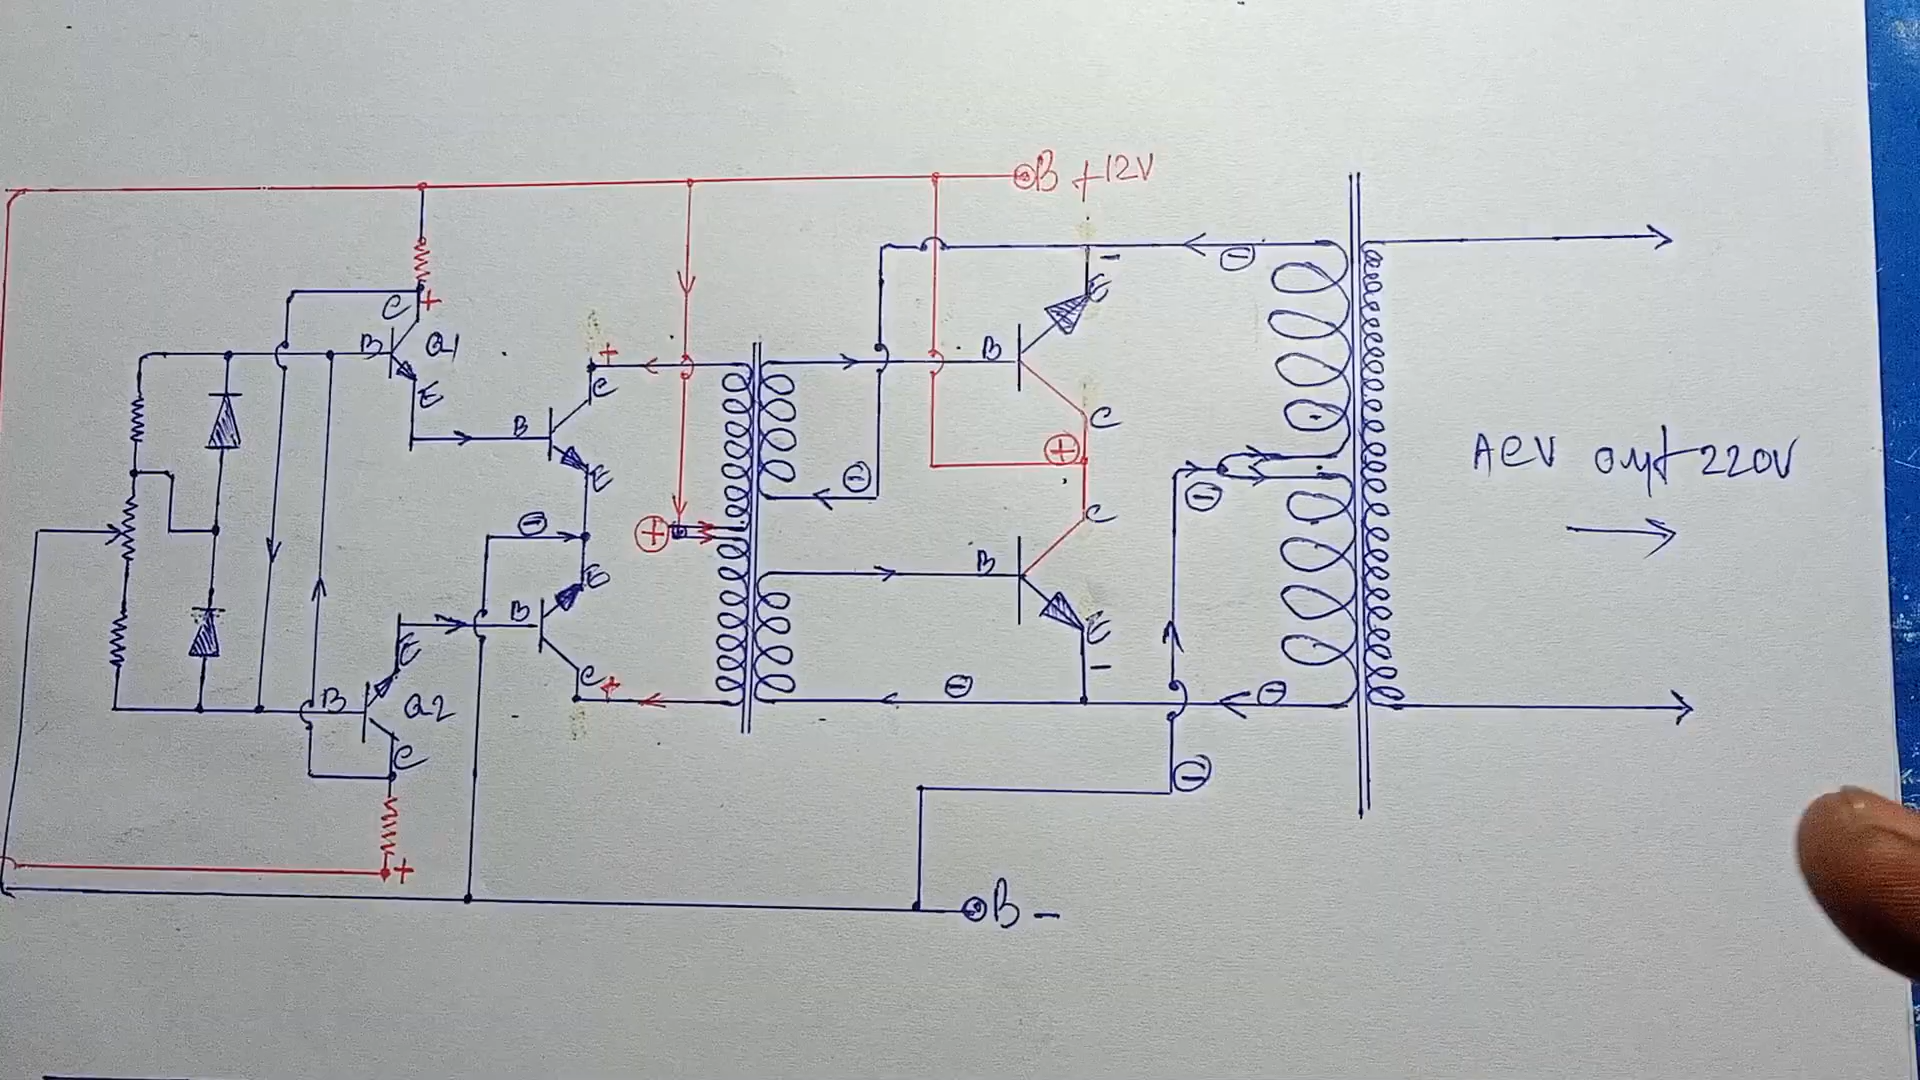 ⊙B +12V
-
E
C
+
B
Q1
B
E
+
C
B
C
⊖
⊕
C
⊖
B
E
⊖
ACV out 220V
⊖
+
E
B
C
B
E
B
E
-
C
+
⊖
⊖
B
Q2
C
⊖
+
⊙B -